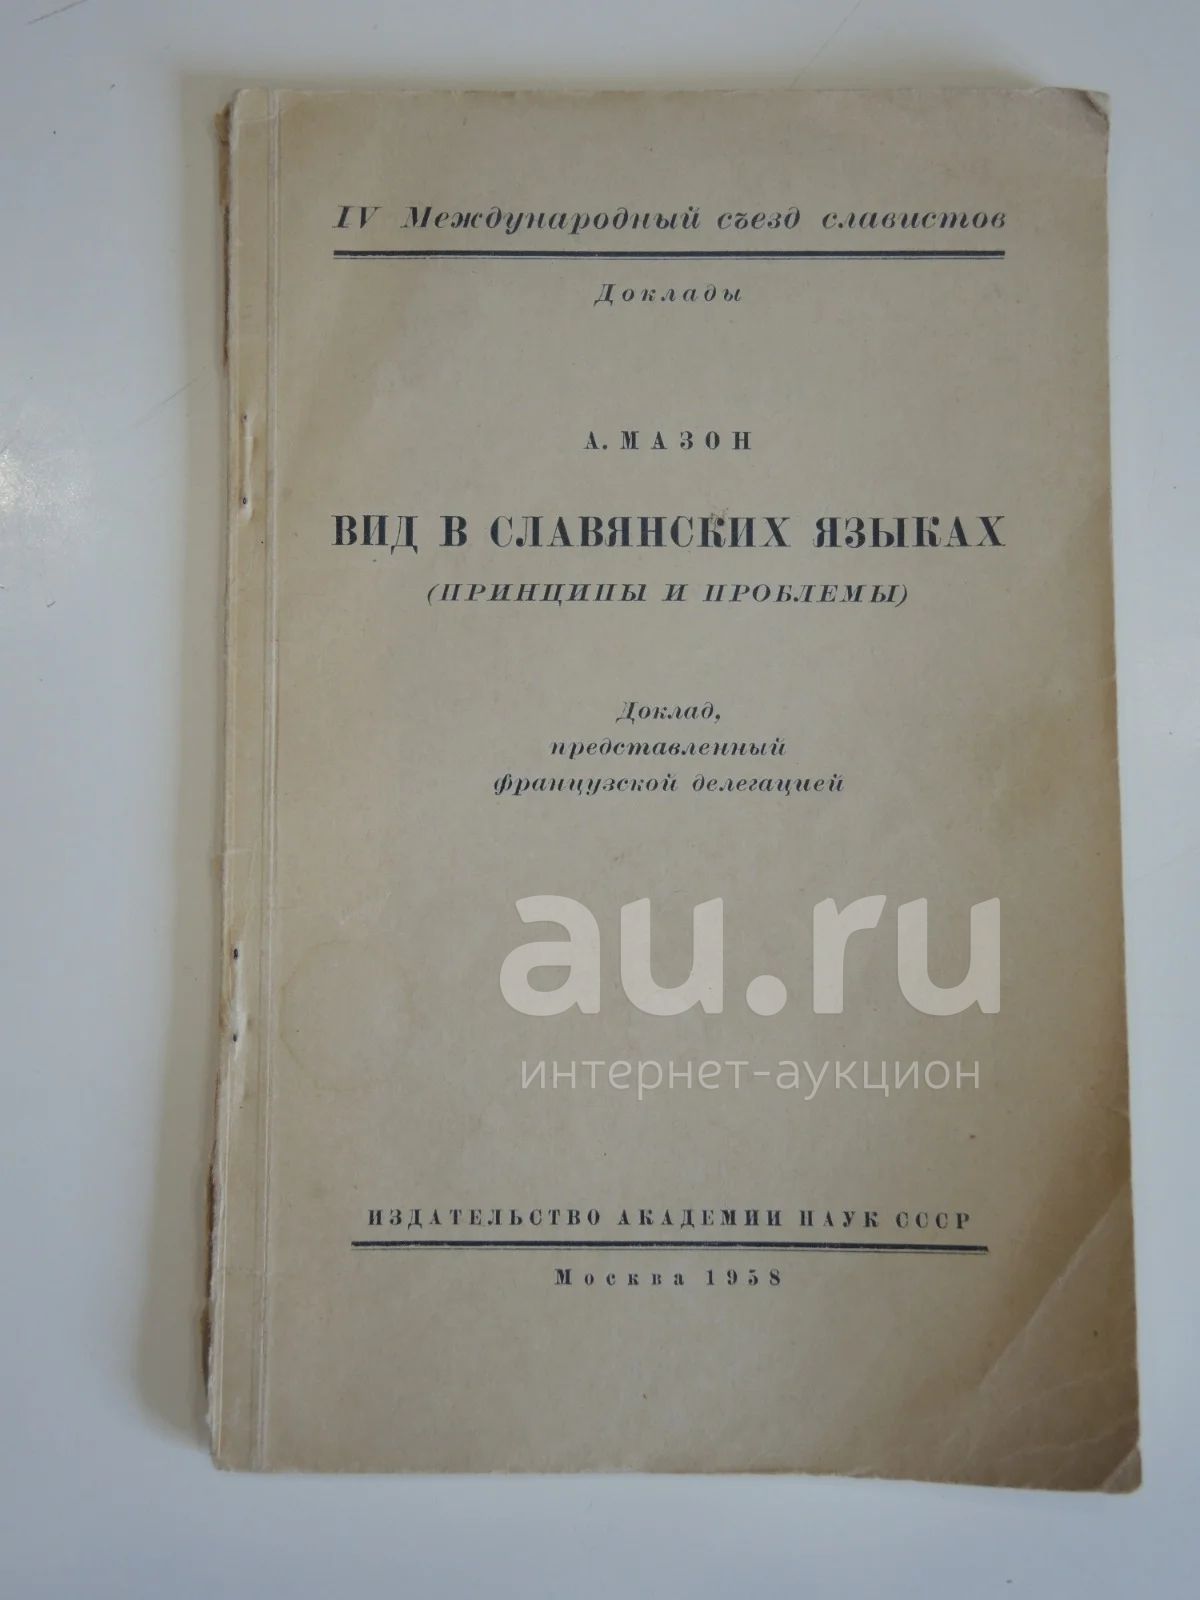 IV Международный съезд славистов
Доклады
А. МАЗОН
ВИД В СЛАВЯНСКИХ ЯЗЫКАХ
(ПРИНЦИПЫ И ПРОБЛЕМЫ)
Доклад,
представленный
французской делегацией
au.ru
интернет-аукцион
ИЗДАТЕЛЬСТВО АКАДЕМИИ НАУК СССР
Москва 1958